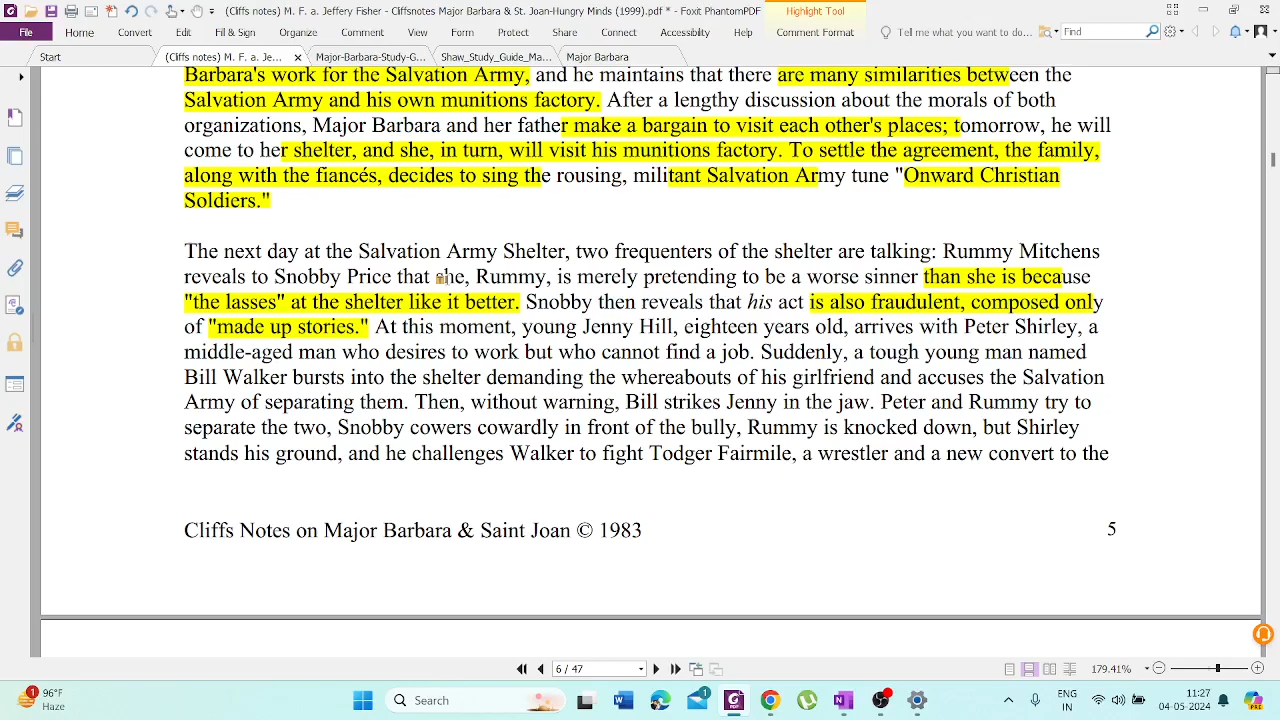 (Cliffs notes) M. F. a. Jeffery Fisher - Cliffsnotes Major Barbara & St. Joan-Hungry Minds (1999).pdf * - Foxit PhantomPDF
Highlight Tool
File Home Convert Edit Fill & Sign Organize Comment View Form Protect Share Connect Accessibility Help Comment Format
Tell me what you want to do...
Find
Start (Cliffs notes) M. F. a. Je... Major-Barbara-Study-G... Shaw_Study_Guide_Ma... Major Barbara
Barbara's work for the Salvation Army, and he maintains that there are many similarities between the
Salvation Army and his own munitions factory. After a lengthy discussion about the morals of both
organizations, Major Barbara and her father make a bargain to visit each other's places; tomorrow, he will
come to her shelter, and she, in turn, will visit his munitions factory. To settle the agreement, the family,
along with the fiancés, decides to sing the rousing, militant Salvation Army tune "Onward Christian
Soldiers."
The next day at the Salvation Army Shelter, two frequenters of the shelter are talking: Rummy Mitchens
reveals to Snobby Price that she, Rummy, is merely pretending to be a worse sinner than she is because
"the lasses" at the shelter like it better. Snobby then reveals that his act is also fraudulent, composed only
of "made up stories." At this moment, young Jenny Hill, eighteen years old, arrives with Peter Shirley, a
middle-aged man who desires to work but who cannot find a job. Suddenly, a tough young man named
Bill Walker bursts into the shelter demanding the whereabouts of his girlfriend and accuses the Salvation
Army of separating them. Then, without warning, Bill strikes Jenny in the jaw. Peter and Rummy try to
separate the two, Snobby cowers cowardly in front of the bully, Rummy is knocked down, but Shirley
stands his ground, and he challenges Walker to fight Todger Fairmile, a wrestler and a new convert to the
Cliffs Notes on Major Barbara & Saint Joan © 1983
5
6 / 47
179.41%
96°F
Haze
Search
ENG
IN
11:27
04-05-2024